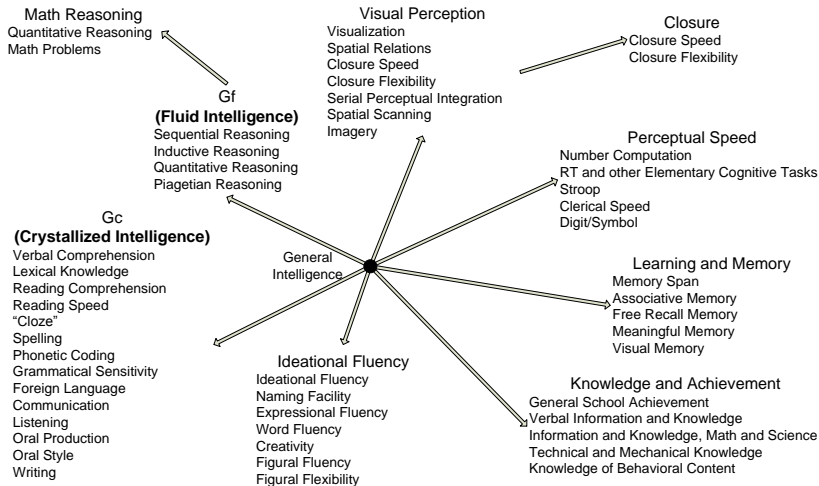 Math Reasoning
Quantitative Reasoning
Math Problems
Visual Perception
Visualization
Spatial Relations
Closure Speed
Closure Flexibility
Serial Perceptual Integration
Spatial Scanning
Imagery
Closure
Closure Speed
Closure Flexibility
Gf
(Fluid Intelligence)
Sequential Reasoning
Inductive Reasoning
Quantitative Reasoning
Piagetian Reasoning
Perceptual Speed
Number Computation
RT and other Elementary Cognitive Tasks
Stroop
Clerical Speed
Digit/Symbol
Gc
(Crystallized Intelligence)
Verbal Comprehension
Lexical Knowledge
Reading Comprehension
Reading Speed
“Cloze”
Spelling
Phonetic Coding
Grammatical Sensitivity
Foreign Language
Communication
Listening
Oral Production
Oral Style
Writing
General
Intelligence
Learning and Memory
Memory Span
Associative Memory
Free Recall Memory
Meaningful Memory
Visual Memory
Ideational Fluency
Ideational Fluency
Naming Facility
Expressional Fluency
Word Fluency
Creativity
Figural Fluency
Figural Flexibility
Knowledge and Achievement
General School Achievement
Verbal Information and Knowledge
Information and Knowledge, Math and Science
Technical and Mechanical Knowledge
Knowledge of Behavioral Content